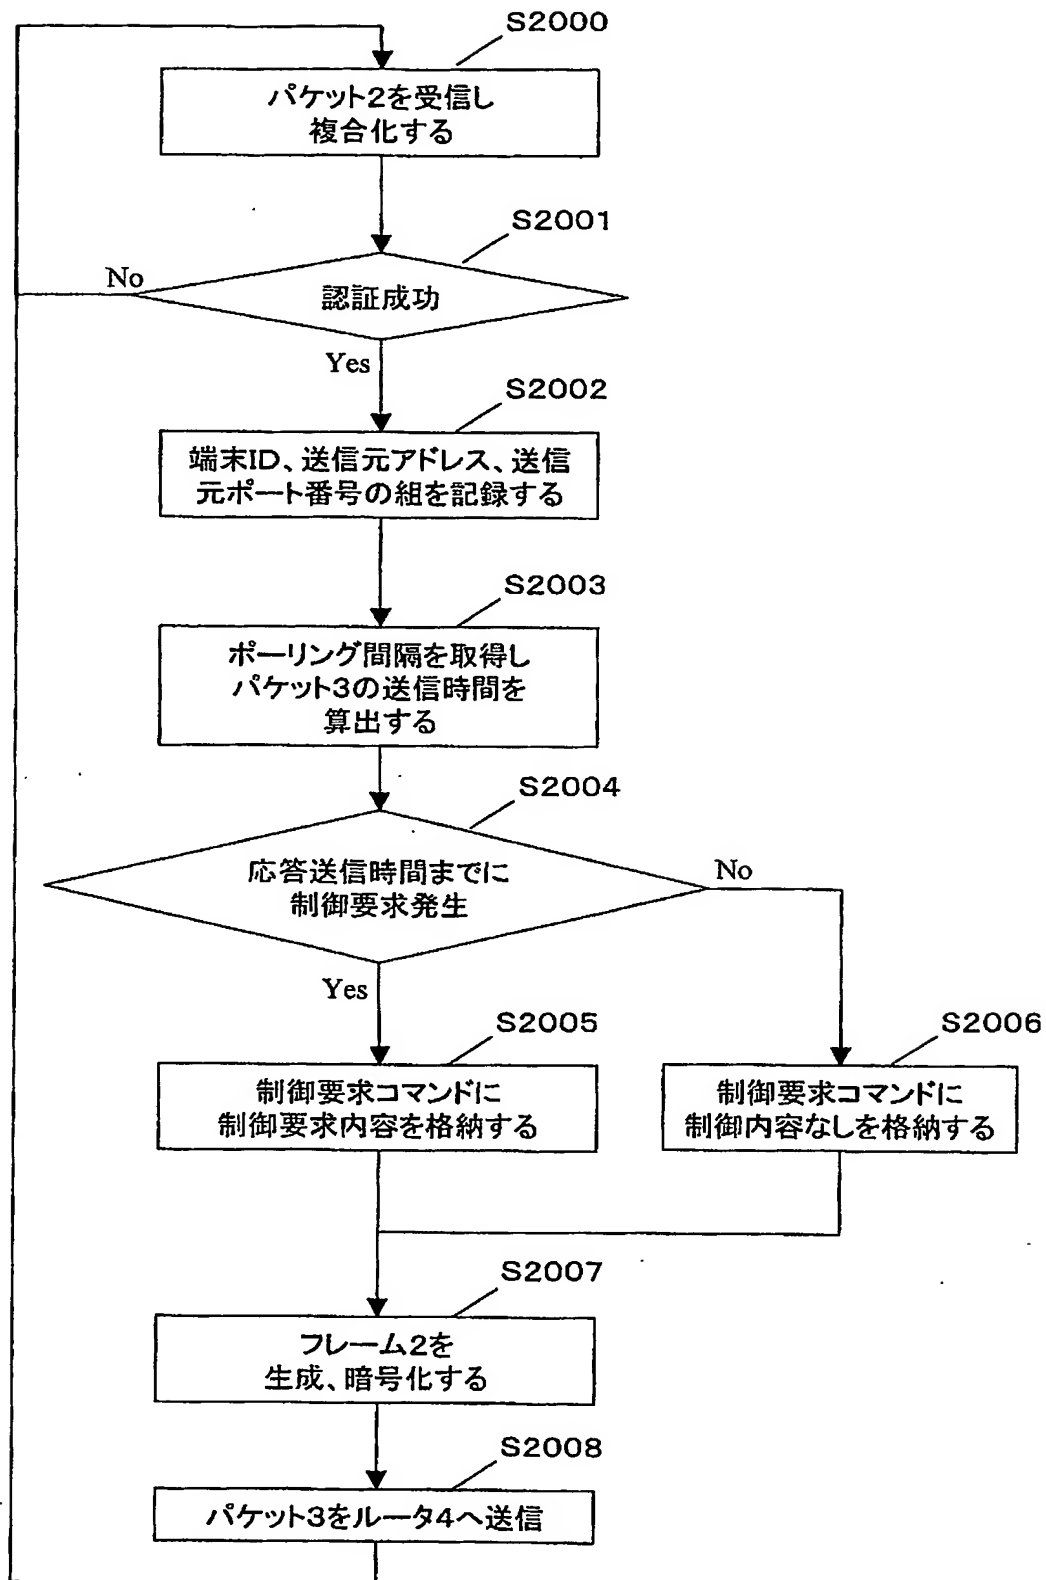 S2000
パケット2を受信し
複合化する
S2001
No
認証成功
Yes
S2002
端末ID、送信元アドレス、送信
元ポート番号の組を記録する
S2003
ポーリング間隔を取得し
パケット3の送信時間を
算出する
S2004
応答送信時間までに
制御要求発生
No
Yes
S2005
制御要求コマンドに
制御要求内容を格納する
S2006
制御要求コマンドに
制御内容なしを格納する
S2007
フレーム2を
生成、暗号化する
S2008
パケット3をルータ4へ送信